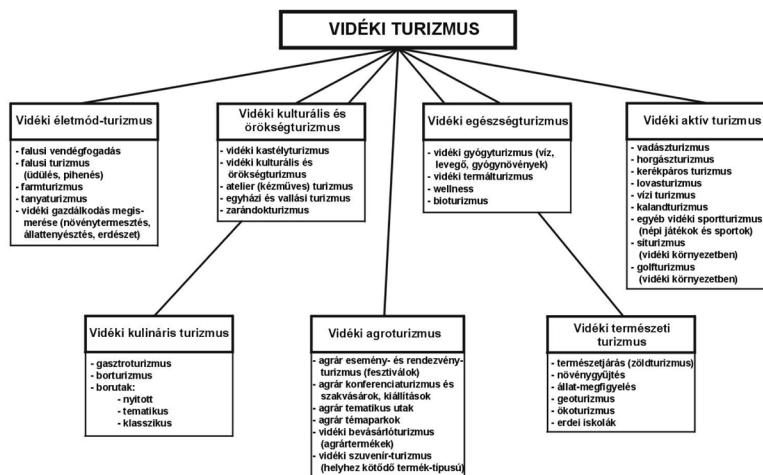 VIDÉKI TURIZMUS
Vidéki életmód-turizmus
- falusi vendégfogadás
- falusi turizmus
(üdülés, pihenés)
- farmturizmus
- tanyaturizmus
- vidéki gazdálkodás megis-
merése (növénytermesztés,
állattenyésztés, erdészet)
Vidéki kulturális és
örökségturizmus
- vidéki kastélyturizmus
- vidéki kulturális és
örökségturizmus
- atelier (kézműves) turizmus
- egyházi és vallási turizmus
- zarándokturizmus
Vidéki egészségturizmus
- vidéki gyógyturizmus (víz,
levegő, gyógynövények)
- vidéki termálturizmus
- wellness
- bioturizmus
Vidéki aktív turizmus
- vadászturizmus
- horgászturizmus
- kerékpáros turizmus
- lovasturizmus
- vízi turizmus
- kalandturizmus
- egyéb vidéki sportturizmus
(népi játékok és sportok)
- síturizmus
(vidéki környezetben)
- golfturizmus
(vidéki környezetben)
Vidéki kulináris turizmus
- gasztroturizmus
- borturizmus
- borutak:
- nyitott
- tematikus
- klasszikus
Vidéki agroturizmus
- agrár esemény- és rendezvény-
turizmus (fesztiválok)
- agrár konferenciaturizmus és
szakvásárok, kiállítások
- agrár tematikus utak
- agrár témaparkok
- vidéki bevásárlóturizmus
(agrártermékek)
- vidéki szuvenír-turizmus
(helyhez kötődő termék-típusú)
Vidéki természeti
turizmus
- természetjárás (zöldturizmus)
- növénygyűjtés
- állat-megfigyelés
- geoturizmus
- ökoturizmus
- erdei iskolák